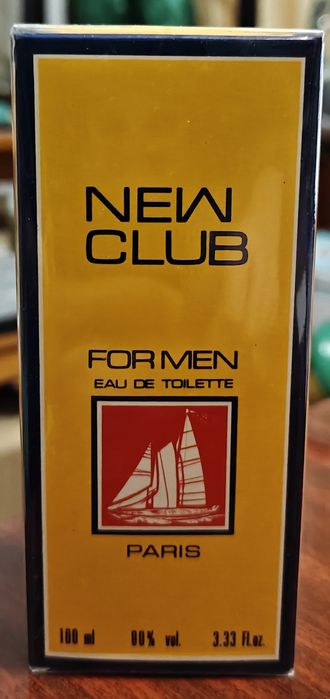 NEW
CLUB
FOR MEN
EAU DE TOILETTE
PARIS
100 ml 80% vol. 3.33 Fl.oz.